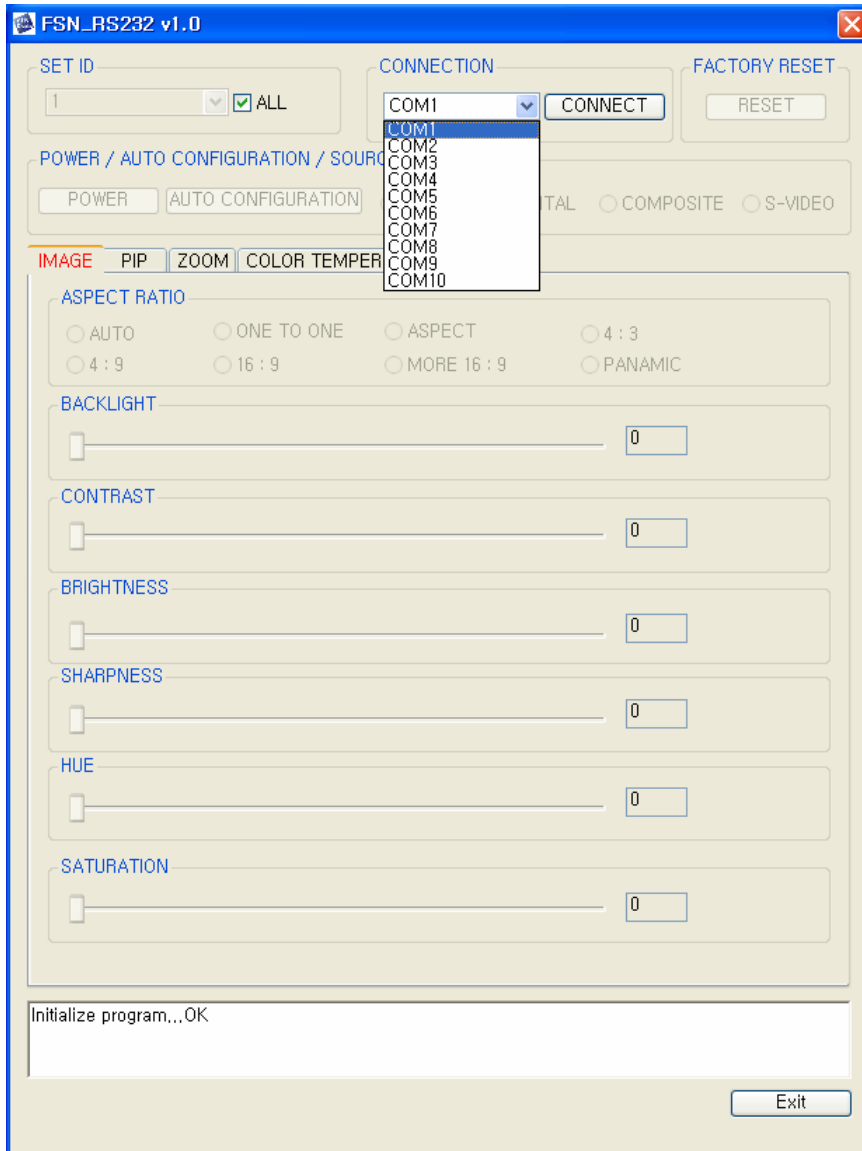 FSN_RS232 v1.0
SET ID
1
ALL
CONNECTION
COM1
CONNECT
FACTORY RESET
RESET
COM1
COM2
COM3
COM4
COM5
COM6
COM7
COM8
COM9
COM10
POWER / AUTO CONFIGURATION /
POWER
AUTO CONFIGURATION
COMPOSITE
S-VIDEO
IMAGE
PIP
ZOOM
COLOR
ASPECT RATIO
AUTO
ONE TO ONE
ASPECT
4 : 3
4 : 9
16 : 9
MORE 16 : 9
PANAMIC
BACKLIGHT
0
CONTRAST
0
BRIGHTNESS
0
SHARPNESS
0
HUE
0
SATURATION
0
Initialize program,,,OK
Exit